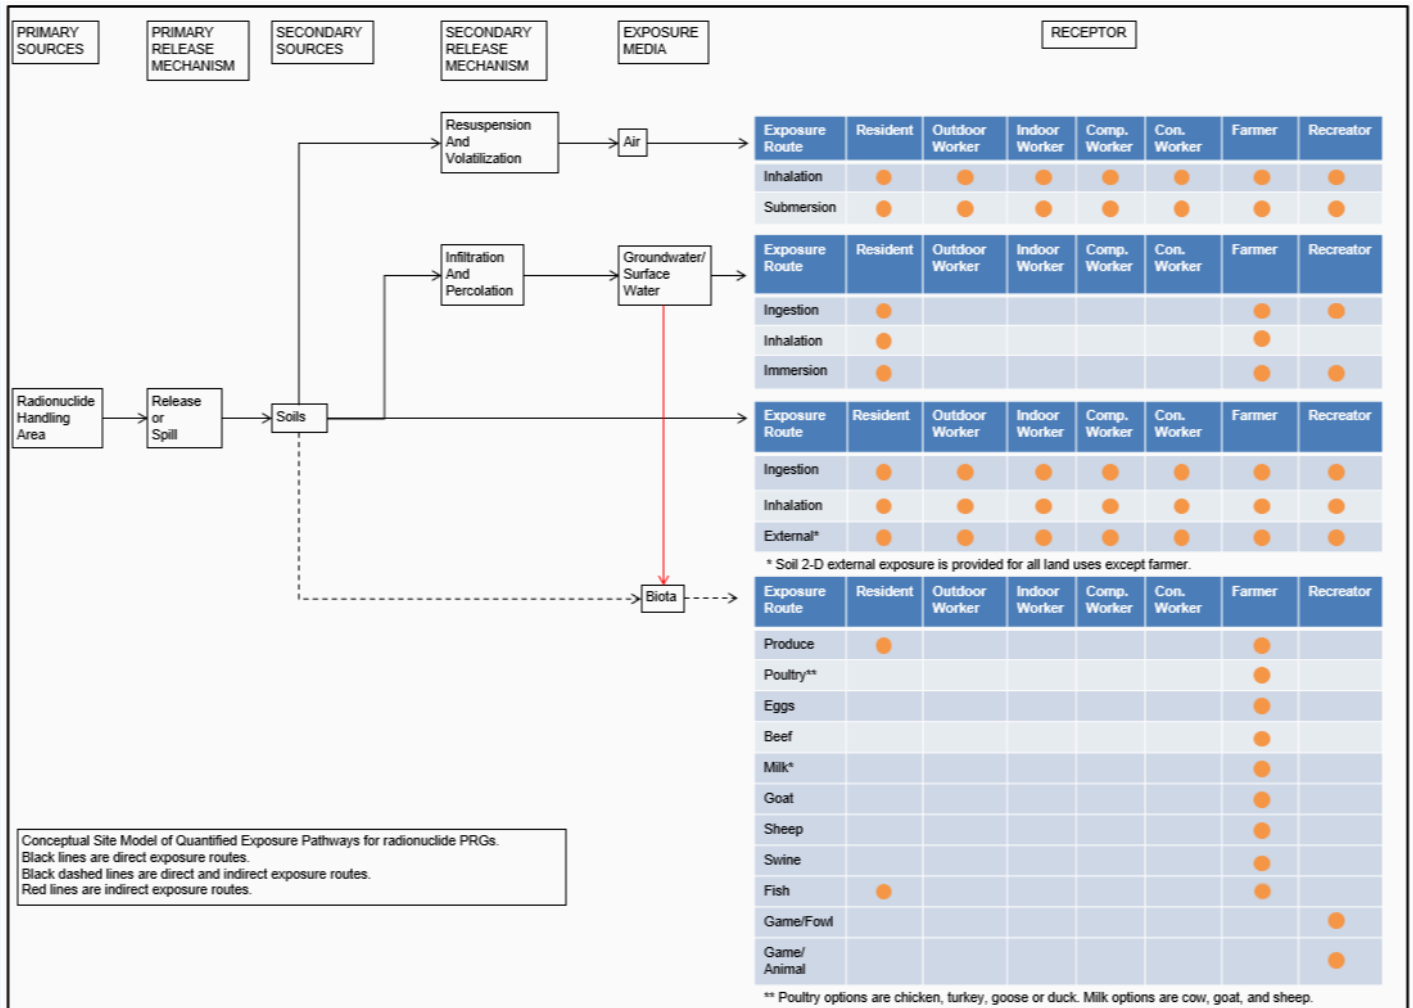 PRIMARY
SOURCES
PRIMARY
RELEASE
MECHANISM
SECONDARY
SOURCES
SECONDARY
RELEASE
MECHANISM
EXPOSURE
MEDIA
RECEPTOR
Resuspension
And
Volatilization
Air
Exposure Route Resident Outdoor Worker Indoor Worker Comp. Worker Con. Worker Farmer Recreator
Inhalation
Submersion
Infiltration
And
Percolation
Groundwater/
Surface
Water
Exposure Route Resident Outdoor Worker Indoor Worker Comp. Worker Con. Worker Farmer Recreator
Ingestion
Inhalation
Immersion
Radionuclide
Handling
Area
Release
or
Spill
Soils
Exposure Route Resident Outdoor Worker Indoor Worker Comp. Worker Con. Worker Farmer Recreator
Ingestion
Inhalation
External*
* Soil 2-D external exposure is provided for all land uses except farmer.
Biota
Exposure Route Resident Outdoor Worker Indoor Worker Comp. Worker Con. Worker Farmer Recreator
Produce
Poultry**
Eggs
Beef
Milk*
Goat
Sheep
Swine
Fish
Game/Fowl
Game/
Animal
** Poultry options are chicken, turkey, goose or duck. Milk options are cow, goat, and sheep.
Conceptual Site Model of Quantified Exposure Pathways for radionuclide PRGs.
Black lines are direct exposure routes.
Black dashed lines are direct and indirect exposure routes.
Red lines are indirect exposure routes.